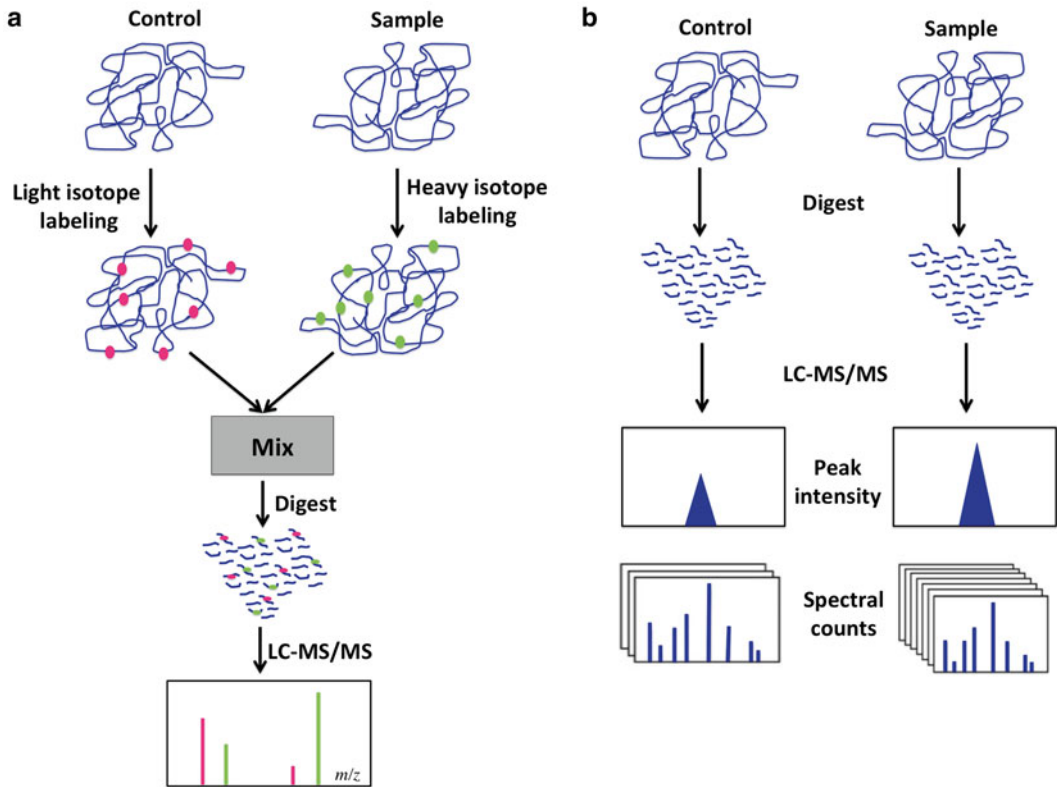 a
Control
Sample
Light isotope
labeling
Heavy isotope
labeling
Mix
Digest
LC-MS/MS
m/z
b
Control
Sample
Digest
LC-MS/MS
Peak
intensity
Spectral
counts